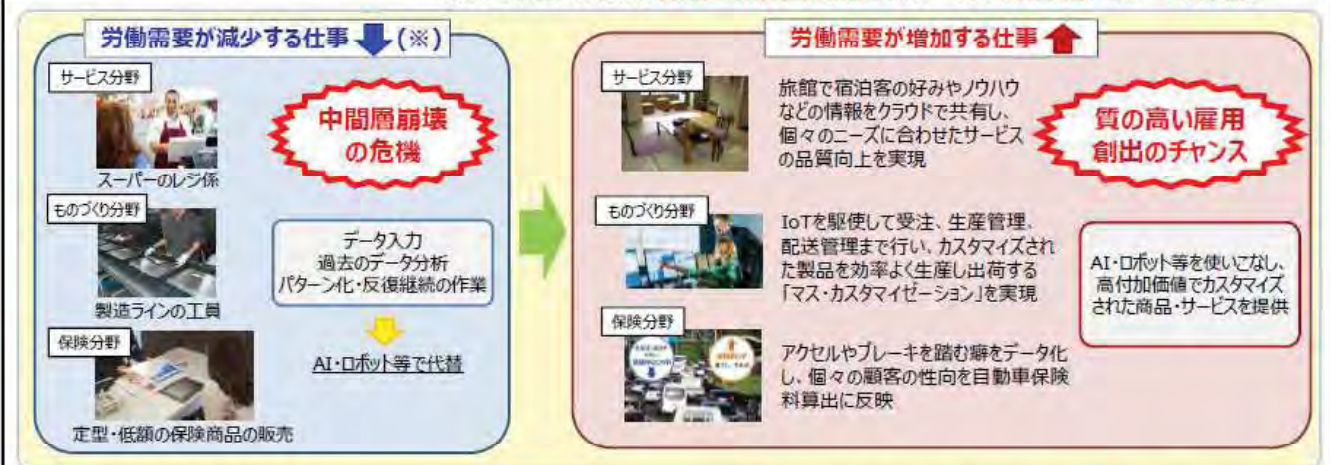 労働需要が減少する仕事 (※)
サービス分野
スーパーのレジ係
ものづくり分野
製造ラインの工員
保険分野
定型・低額の保険商品の販売
中間層崩壊
の危機
データ入力
過去のデータ分析
パターン化・反復継続の作業
AI・ロボット等で代替
労働需要が増加する仕事
サービス分野
旅館で宿泊客の好みやノウハウ
などの情報をクラウドで共有し、
個々のニーズに合わせたサービス
の品質向上を実現
ものづくり分野
IoTを駆使して受注、生産管理、
配送管理まで行い、カスタマイズされ
た製品を効率よく生産し出荷する
「マス・カスタマイゼーション」を実現
保険分野
アクセルやブレーキを踏む癖をデータ化
し、個々の顧客の性向を自動車保険
料算出に反映
質の高い雇用
創出のチャンス
AI・ロボット等を使いこなし、
高付加価値でカスタマイズ
された商品・サービスを提供